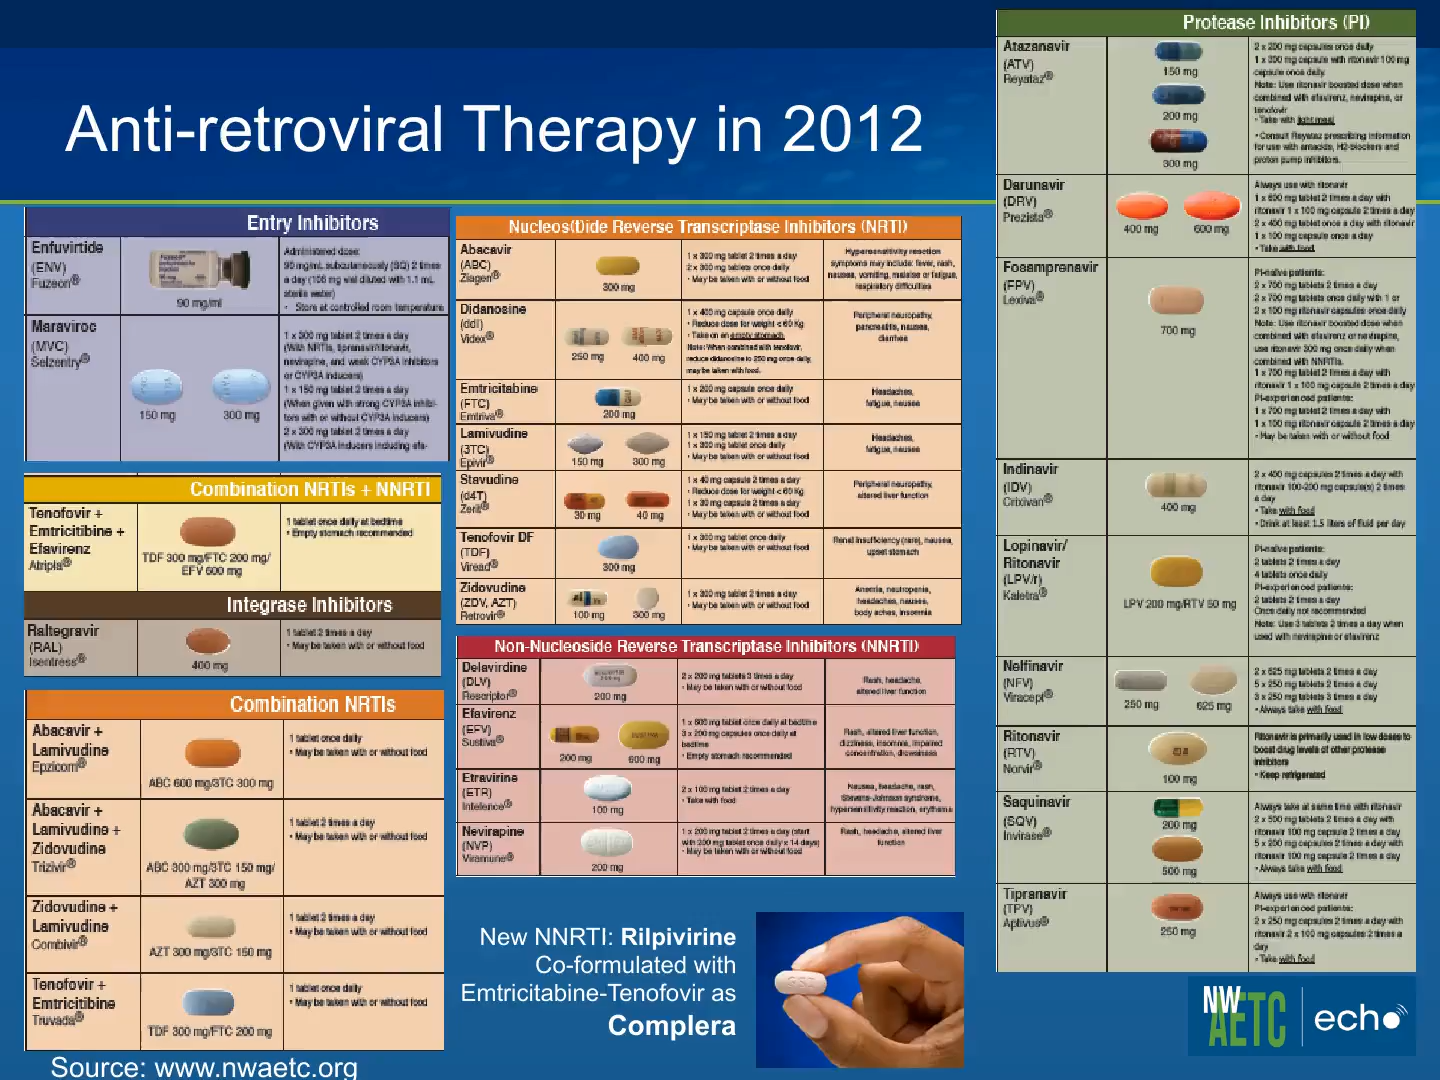 Anti-retroviral Therapy in 2012
Entry Inhibitors
Enfuvirtide
(ENV)
Fuzeon®
90 mg/ml
Administered dose:
90 mg/ml, subcutaneously (SQ) 2 times
a day (108 mg vial diluted with 1.1 mL
sterile water)
• Store at controlled room temperature
Maraviroc
(MVC)
Selzentry®
150 mg
300 mg
1 x 300 mg tablet 2 times a day
(With NRTIs, tipranavir/ritonavir,
nevirapine, and weak CYP3A inhibitors
or CYP3A inducers)
1 x 150 mg tablet 2 times a day
(When given with strong CYP3A inhibi-
tors with or without CYP3A inducers)
2 x 300 mg tablet 2 times a day
(With CYP3A inducers including efa-
Combination NRTIs + NNRTI
Tenofovir +
Emtricitibine +
Efavirenz
Atripla®
TDF 300 mg/FTC 200 mg/
EFV 600 mg
1 tablet once daily at bedtime
• Empty stomach recommended
Integrase Inhibitors
Raltegravir
(RAL)
Isentress®
400 mg
1 tablet 2 times a day
• May be taken with or without food
Combination NRTIs
Abacavir +
Lamivudine
Epzicom®
ABC 600 mg/3TC 300 mg
1 tablet once daily
• May be taken with or without food
Abacavir +
Lamivudine +
Zidovudine
Trizivir®
ABC 300 mg/3TC 150 mg/
AZT 300 mg
1 tablet 2 times a day
• May be taken with or without food
Zidovudine +
Lamivudine
Combivir®
AZT 300 mg/3TC 150 mg
1 tablet 2 times a day
• May be taken with or without food
Tenofovir +
Emtricitibine
Truvada®
TDF 300 mg/FTC 200 mg
1 tablet once daily
• May be taken with or without food
Source: www.nwaetc.org
Nucleos(t)ide Reverse Transcriptase Inhibitors (NRTI)
Abacavir
(ABC)
Ziagen®
300 mg
1 x 300 mg tablet 2 times a day
2 x 300 mg tablets once daily
• May be taken with or without food
Hypersensitivity reaction
symptoms may include: fever, rash,
nausea, vomiting, malaise or fatigue,
respiratory difficulties
Didanosine
(ddI)
Videx®
250 mg
400 mg
1 x 400 mg capsule once daily
• Reduce dose for weight < 60 Kg
• Take on an empty stomach
Note: When combined with tenofovir,
reduce didanosine to 250 mg once daily,
may be taken with food.
Peripheral neuropathy,
pancreatitis, nausea,
diarrhea
Emtricitabine
(FTC)
Emtriva®
200 mg
1 x 200 mg capsule once daily
• May be taken with or without food
Headaches,
fatigue, nausea
Lamivudine
(3TC)
Epivir®
150 mg
300 mg
1 x 150 mg tablet 2 times a day
1 x 300 mg tablet once daily
• May be taken with or without food
Headaches,
fatigue, nausea
Stavudine
(d4T)
Zerit®
30 mg
40 mg
1 x 40 mg capsule 2 times a day
• Reduce dose for weight < 60 Kg
1 x 30 mg capsule 2 times a day
• May be taken with or without food
Peripheral neuropathy,
altered liver function
Tenofovir DF
(TDF)
Viread®
300 mg
1 x 300 mg tablet once daily
• May be taken with or without food
Renal insufficiency (rare), nausea,
upset stomach
Zidovudine
(ZDV, AZT)
Retrovir®
100 mg
300 mg
1 x 300 mg tablet 2 times a day
• May be taken with or without food
Anemia, neutropenia,
headaches, nausea,
body aches, insomnia
Non-Nucleoside Reverse Transcriptase Inhibitors (NNRTI)
Delavirdine
(DLV)
Rescriptor®
200 mg
2 x 200 mg tablets 3 times a day
• May be taken with or without food
Rash, headache,
altered liver function
Efavirenz
(EFV)
Sustiva®
200 mg
600 mg
1 x 600 mg tablet once daily at bedtime
3 x 200 mg capsules once daily at
bedtime
• Empty stomach recommended
Rash, altered liver function,
dizziness, insomnia, impaired
concentration, drowsiness
Etravirine
(ETR)
Intelence®
100 mg
2 x 100 mg tablet 2 times a day
• Take with food
Nausea, headache, rash,
Stevens-Johnson syndrome,
hypersensitivity reaction, erythema
Nevirapine
(NVP)
Viramune®
200 mg
1 x 200 mg tablet 2 times a day (start
with 200 mg tablet once daily x 14 days)
• May be taken with or without food
Rash, headache, altered liver
function
New NNRTI: Rilpivirine
Co-formulated with
Emtricitabine-Tenofovir as
Complera
Protease Inhibitors (PI)
Atazanavir
(ATV)
Reyataz®
150 mg
200 mg
300 mg
2 x 200 mg capsules once daily
1 x 300 mg capsule with ritonavir 100 mg
capsule once daily
Note: Use ritonavir boosted dose when
combined with efavirenz, nevirapine, or
tenofovir
• Take with light meal
• Consult Reyataz prescribing information
for use with antacids, H2-blockers and
proton pump inhibitors.
Darunavir
(DRV)
Prezista®
400 mg
600 mg
Always use with ritonavir
1 x 600 mg tablet 2 times a day with
ritonavir 1 x 100 mg capsule 2 times a day
2 x 400 mg tablet once a day with ritonavir
1 x 100 mg capsule once a day
• Take with food
Fosamprenavir
(FPV)
Lexiva®
700 mg
PI-naïve patients:
2 x 700 mg tablets 2 times a day
2 x 700 mg tablets once daily with 1 or
2 x 100 mg ritonavir capsules once daily
Note: Use ritonavir boosted dose when
combined with efavirenz or nevirapine,
use ritonavir 300 mg once daily when
combined with NNRTIs.
1 x 700 mg tablet 2 times a day with
ritonavir 1 x 100 mg capsule 2 times a day
PI-experienced patients:
1 x 700 mg tablet 2 times a day with
1 x 100 mg ritonavir capsule 2 times a day
• May be taken with or without food
Indinavir
(IDV)
Crixivan®
400 mg
2 x 400 mg capsules 2 times a day with
ritonavir 100-200 mg capsule(s) 2 times
a day
• Take with food
• Drink at least 1.5 liters of fluid per day
Lopinavir/
Ritonavir
(LPV/r)
Kaletra®
LPV 200 mg/RTV 50 mg
PI-naïve patients:
2 tablets 2 times a day
4 tablets once daily
PI-experienced patients:
2 tablets 2 times a day
Once daily not recommended
Note: Use 3 tablets 2 times a day when
used with nevirapine or efavirenz
Nelfinavir
(NFV)
Viracept®
250 mg
625 mg
2 x 625 mg tablets 2 times a day
5 x 250 mg tablets 2 times a day
3 x 250 mg tablets 3 times a day
• Always take with food
Ritonavir
(RTV)
Norvir®
100 mg
Ritonavir is primarily used in low doses to
boost drug levels of other protease
inhibitors
• Keep refrigerated
Saquinavir
(SQV)
Invirase®
200 mg
500 mg
Always take at same time with ritonavir
2 x 500 mg tablets 2 times a day with
ritonavir 100 mg capsule 2 times a day
5 x 200 mg tablets 2 times a day with
ritonavir 100 mg capsule 2 times a day
• Always take with food
Tipranavir
(TPV)
Aptivus®
250 mg
Always use with ritonavir
PI-experienced patients:
2 x 250 mg capsules 2 times a day with
ritonavir 2 x 100 mg capsules 2 times a
day
• Take with food
NW
AETC
echo